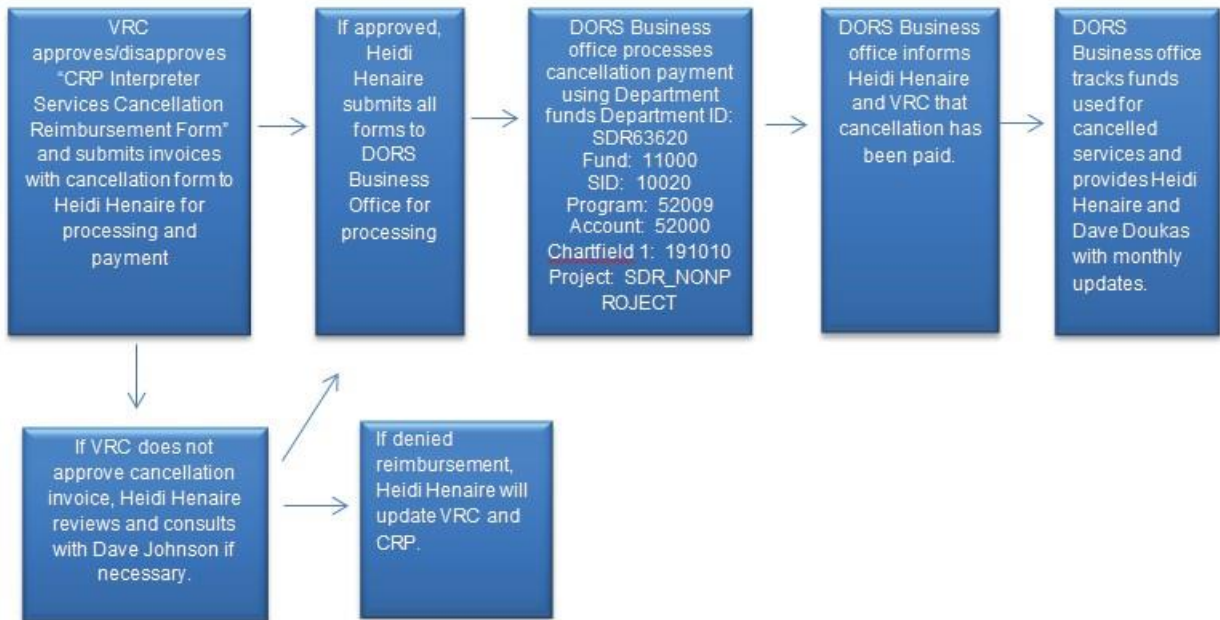 VRC
approves/disapproves
“CRP Interpreter
Services Cancellation
Reimbursement Form”
and submits invoices
with cancellation form to
Heidi Henaire for
processing and
payment
If approved,
Heidi
Henaire
submits all
forms to
DORS
Business
Office for
processing
DORS Business
office processes
cancellation payment
using Department
funds Department ID:
SDR63620
Fund: 11000
SID: 10020
Program: 52009
Account: 52000
Chartfield 1: 191010
Project: SDR_NONP
ROJECT
DORS Business
office informs
Heidi Henaire
and VRC that
cancellation has
been paid.
DORS
Business office
tracks funds
used for
cancelled
services and
provides Heidi
Henaire and
Dave Doukas
with monthly
updates.
If VRC does not
approve cancellation
invoice, Heidi Henaire
reviews and consults
with Dave Johnson if
necessary.
If denied
reimbursement,
Heidi Henaire will
update VRC and
CRP.